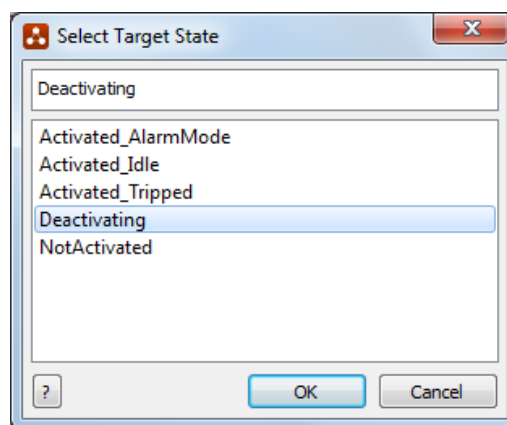 Select Target State
X
Deactivating
Activated_AlarmMode
Activated_Idle
Activated_Tripped
Deactivating
NotActivated
?
OK
Cancel